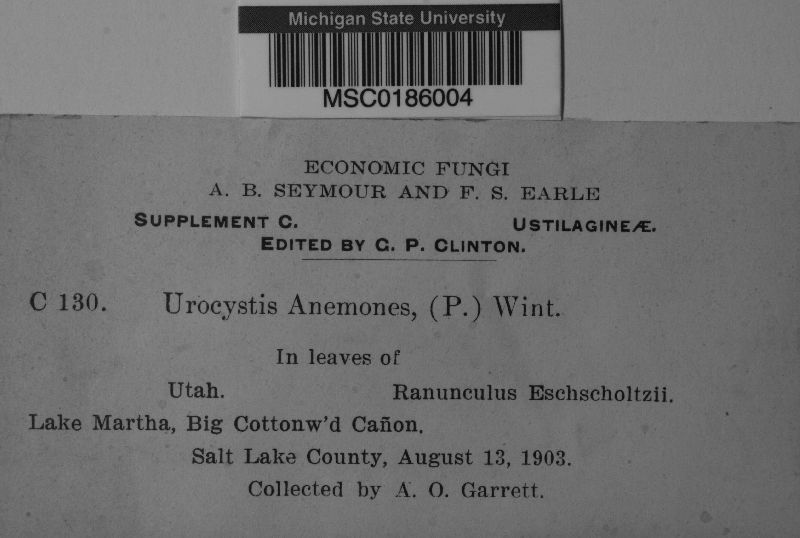 Michigan State University
MSC0186004
ECONOMIC FUNGI
A. B. SEYMOUR AND F. S. EARLE
SUPPLEMENT C. USTILAGINEÆ.
EDITED BY G. P. CLINTON.
C 130. Urocystis Anemones, (P.) Wint.
In leaves of
Utah. Ranunculus Eschscholtzii.
Lake Martha, Big Cottonw'd Cañon.
Salt Lake County, August 13, 1903.
Collected by A. O. Garrett.